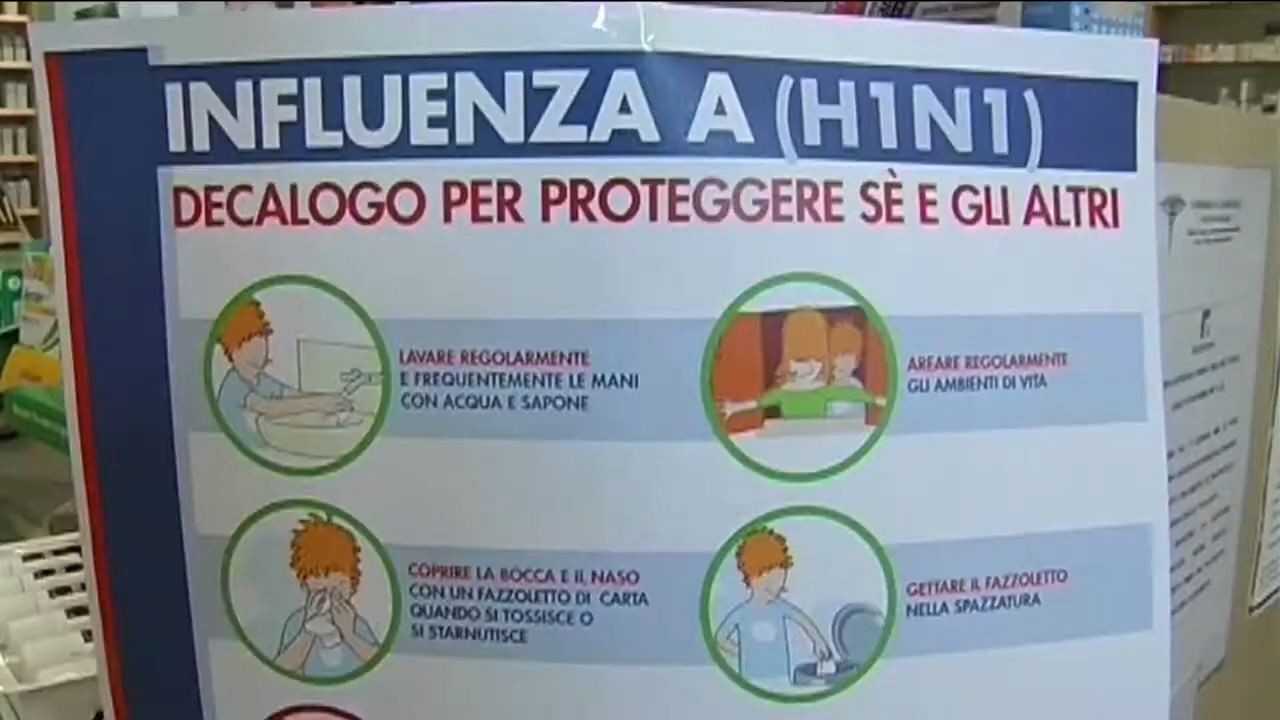 INFLUENZA A (H1N1)
DECALOGO PER PROTEGGERE SÈ E GLI ALTRI
LAVARE REGOLARMENTE
E FREQUENTEMENTE LE MANI
CON ACQUA E SAPONE
AREARE REGOLARMENTE
GLI AMBIENTI DI VITA
COPRIRE LA BOCCA E IL NASO
CON UN FAZZOLETTO DI CARTA
QUANDO SI TOSSISCE O
SI STARNUTISCE
GETTARE IL FAZZOLETTO
NELLA SPAZZATURA